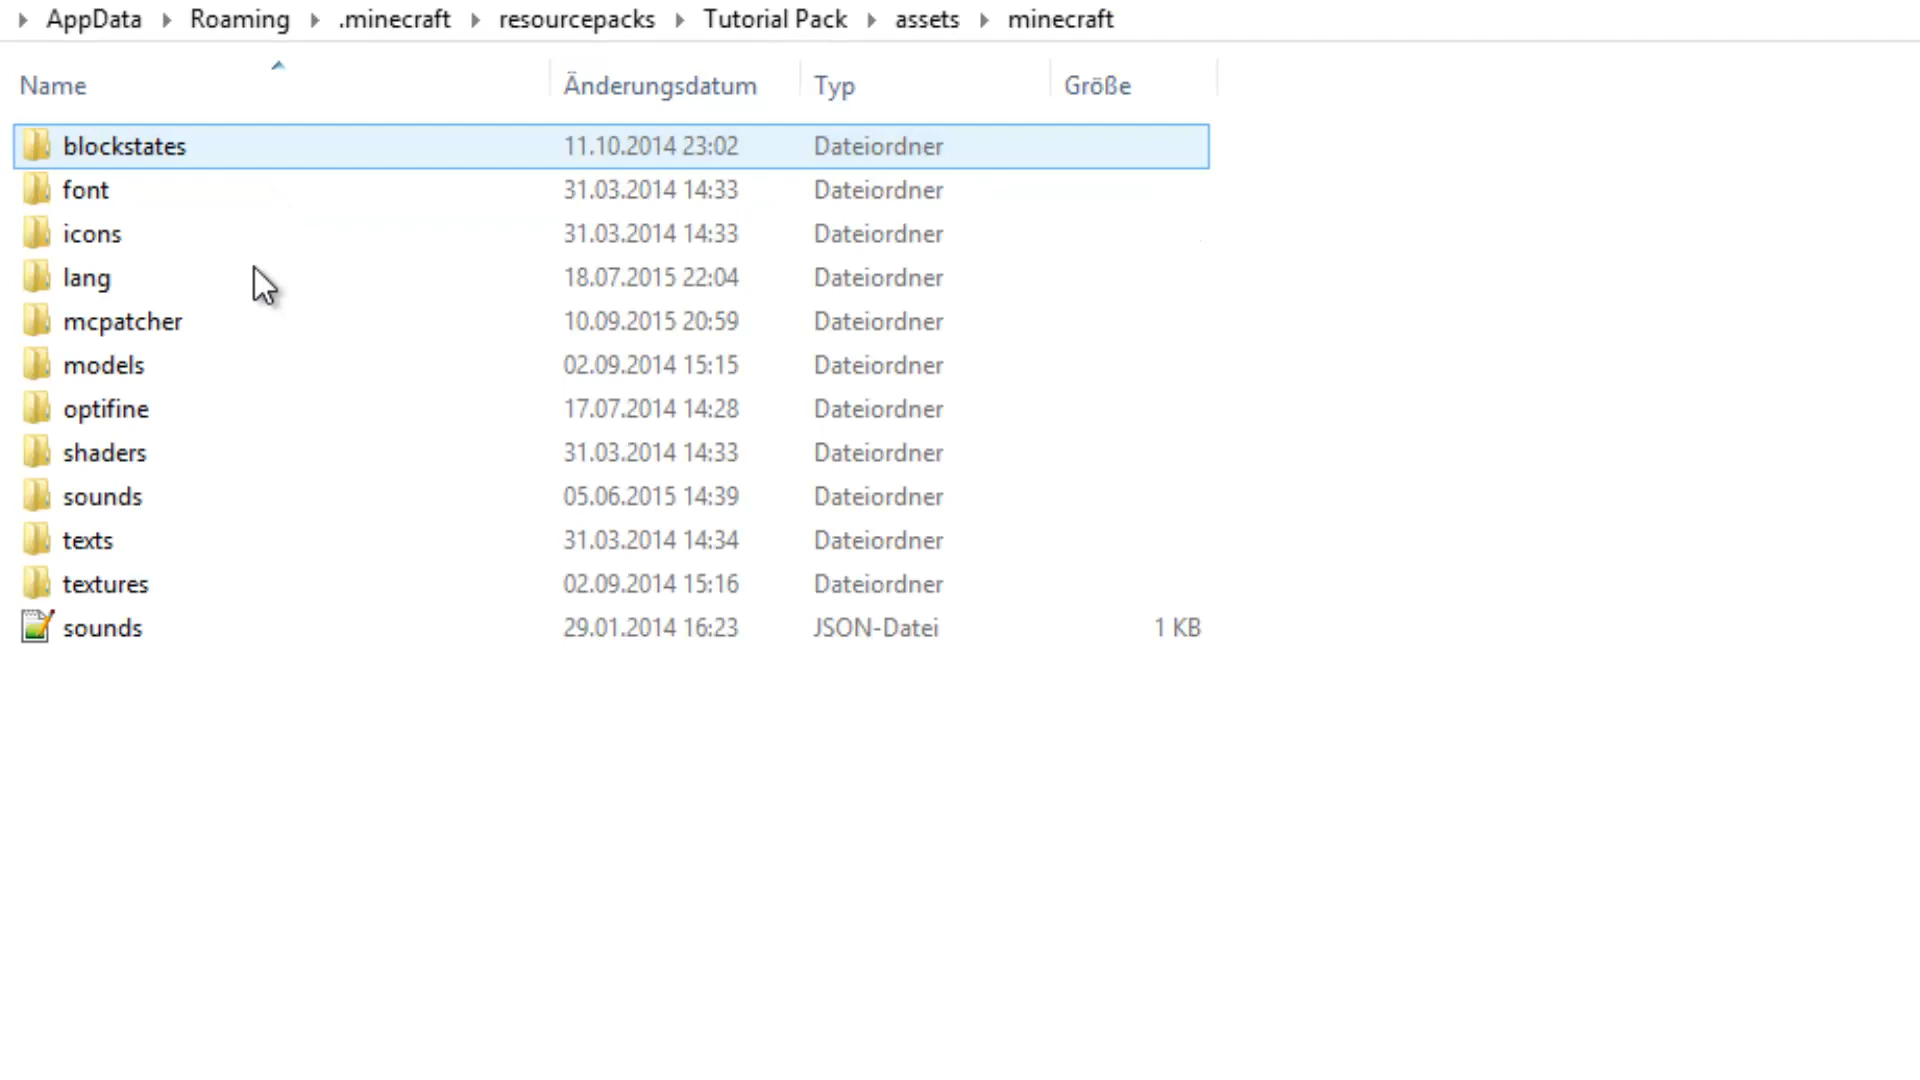 AppData Roaming .minecraft resourcepacks Tutorial Pack assets minecraft
Name Änderungsdatum Typ Größe
blockstates 11.10.2014 23:02 Dateiordner
font 31.03.2014 14:33 Dateiordner
icons 31.03.2014 14:33 Dateiordner
lang 18.07.2015 22:04 Dateiordner
mcpatcher 10.09.2015 20:59 Dateiordner
models 02.09.2014 15:15 Dateiordner
optifine 17.07.2014 14:28 Dateiordner
shaders 31.03.2014 14:33 Dateiordner
sounds 05.06.2015 14:39 Dateiordner
texts 31.03.2014 14:34 Dateiordner
textures 02.09.2014 15:16 Dateiordner
sounds 29.01.2014 16:23 JSON-Datei 1 KB